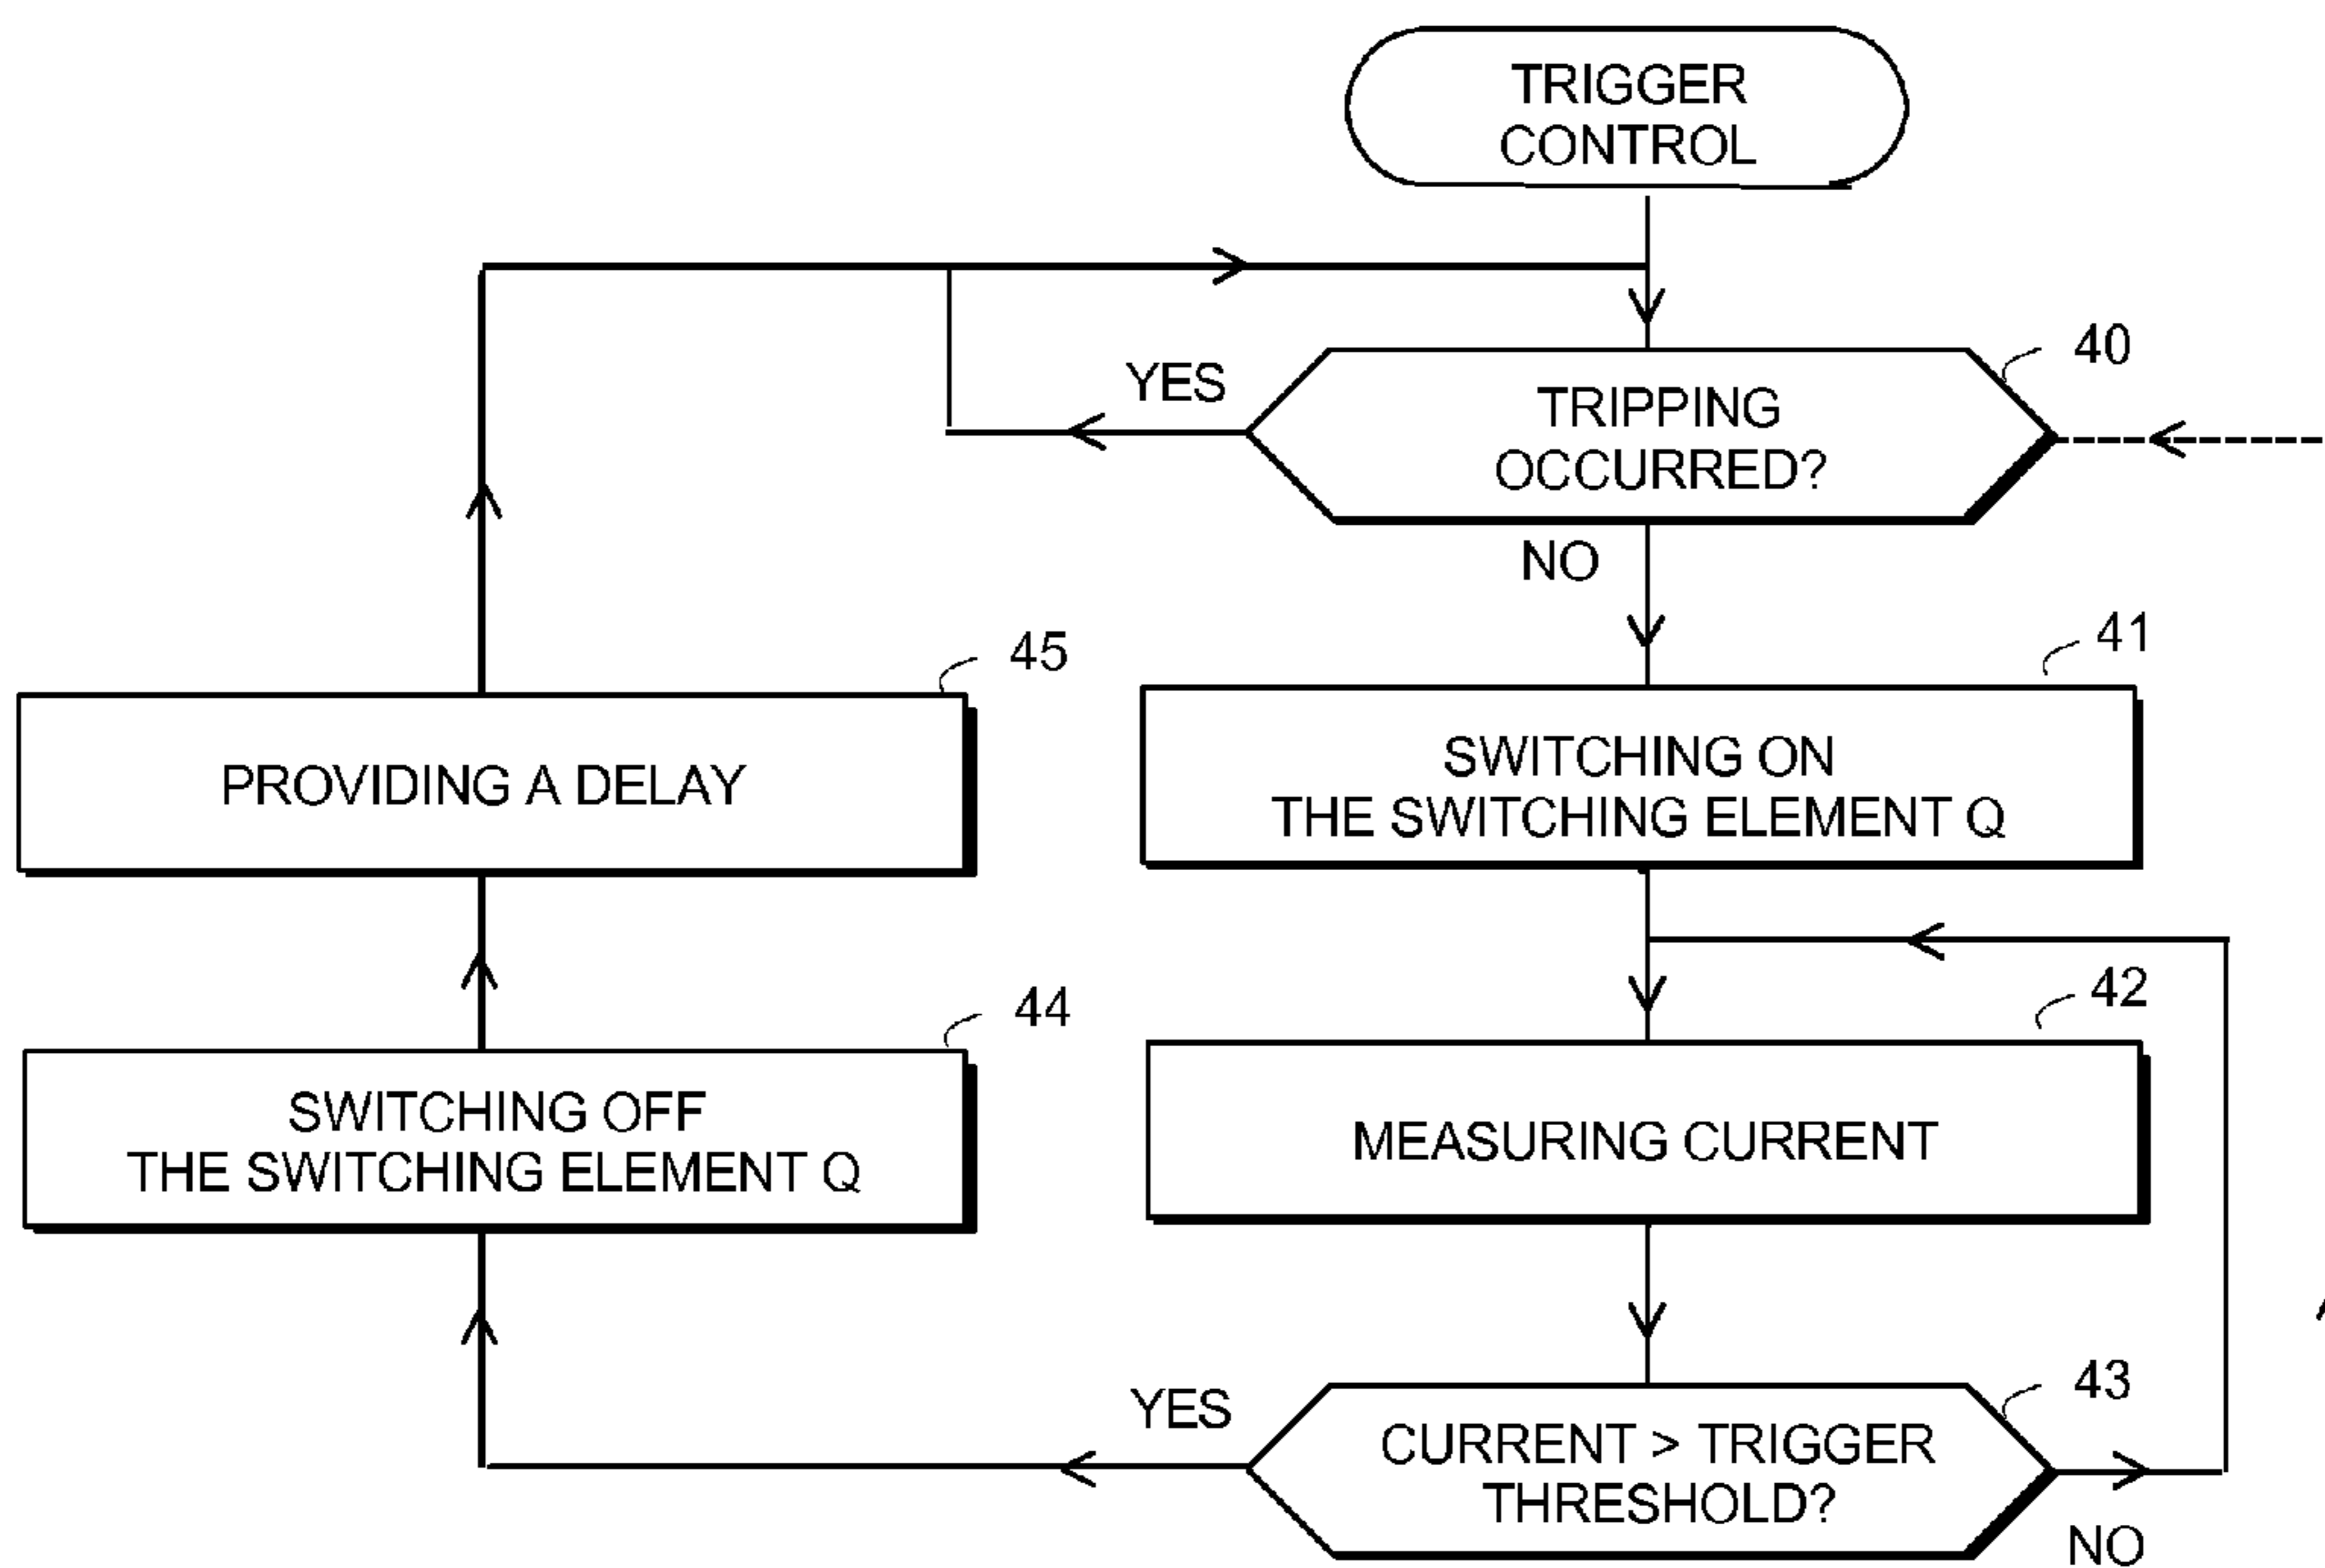 TRIGGER
CONTROL
YES
40
TRIPPING
OCCURRED?
NO
45
41
PROVIDING A DELAY
SWITCHING ON
THE SWITCHING ELEMENT Q
44
42
SWITCHING OFF
THE SWITCHING ELEMENT Q
MEASURING CURRENT
YES
43
CURRENT > TRIGGER
THRESHOLD?
NO